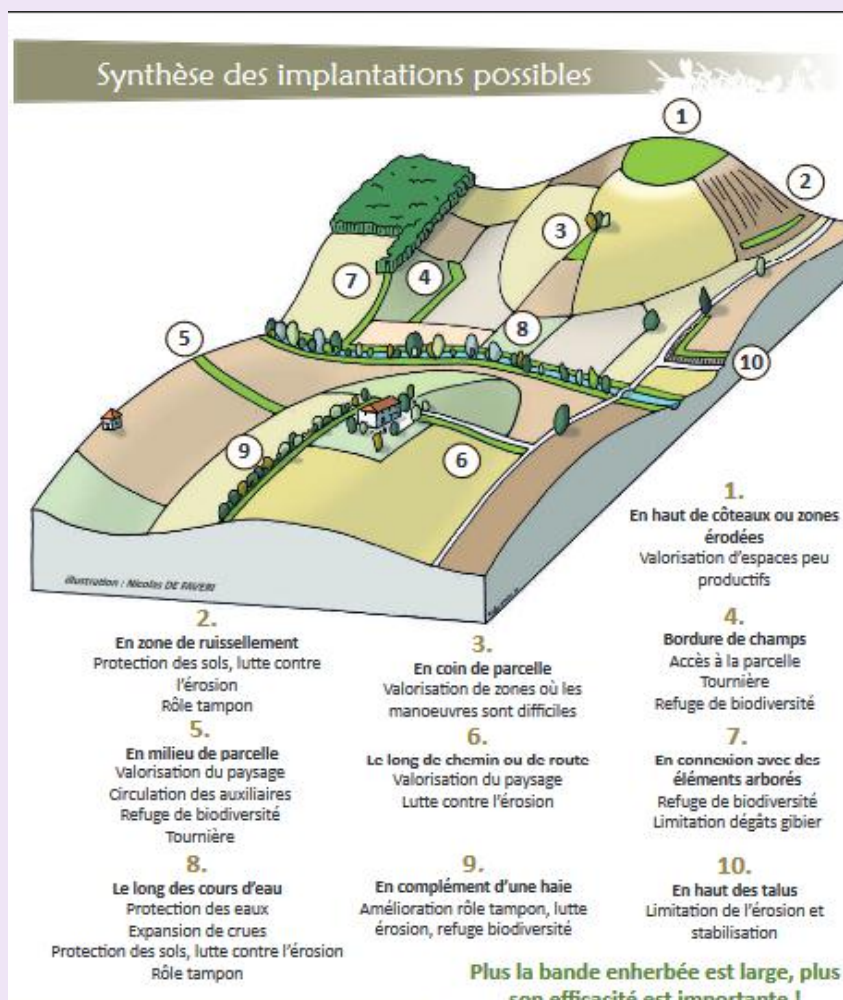 Synthèse des implantations possibles
1
2
3
7
4
8
5
10
9
6
illustration : Nicolas DE FAVERI
1.
En haut de côteaux ou zones
érodées
Valorisation d'espaces peu
productifs
2.
En zone de ruissellement
Protection des sols, lutte contre
l'érosion
Rôle tampon
3.
En coin de parcelle
Valorisation de zones où les
manoeuvres sont difficiles
4.
Bordure de champs
Accès à la parcelle
Tournière
Refuge de biodiversité
5.
En milieu de parcelle
Valorisation du paysage
Circulation des auxiliaires
Refuge de biodiversité
Tournière
6.
Le long de chemin ou de route
Valorisation du paysage
Lutte contre l'érosion
7.
En connexion avec des
éléments arborés
Refuge de biodiversité
Limitation dégâts gibier
8.
Le long des cours d'eau
Protection des eaux
Expansion de crues
Protection des sols, lutte contre l'érosion
Rôle tampon
9.
En complément d'une haie
Amélioration rôle tampon, lutte
érosion, refuge biodiversité
10.
En haut des talus
Limitation de l'érosion et
stabilisation
Plus la bande enherbée est large, plus
son efficacité est importante !